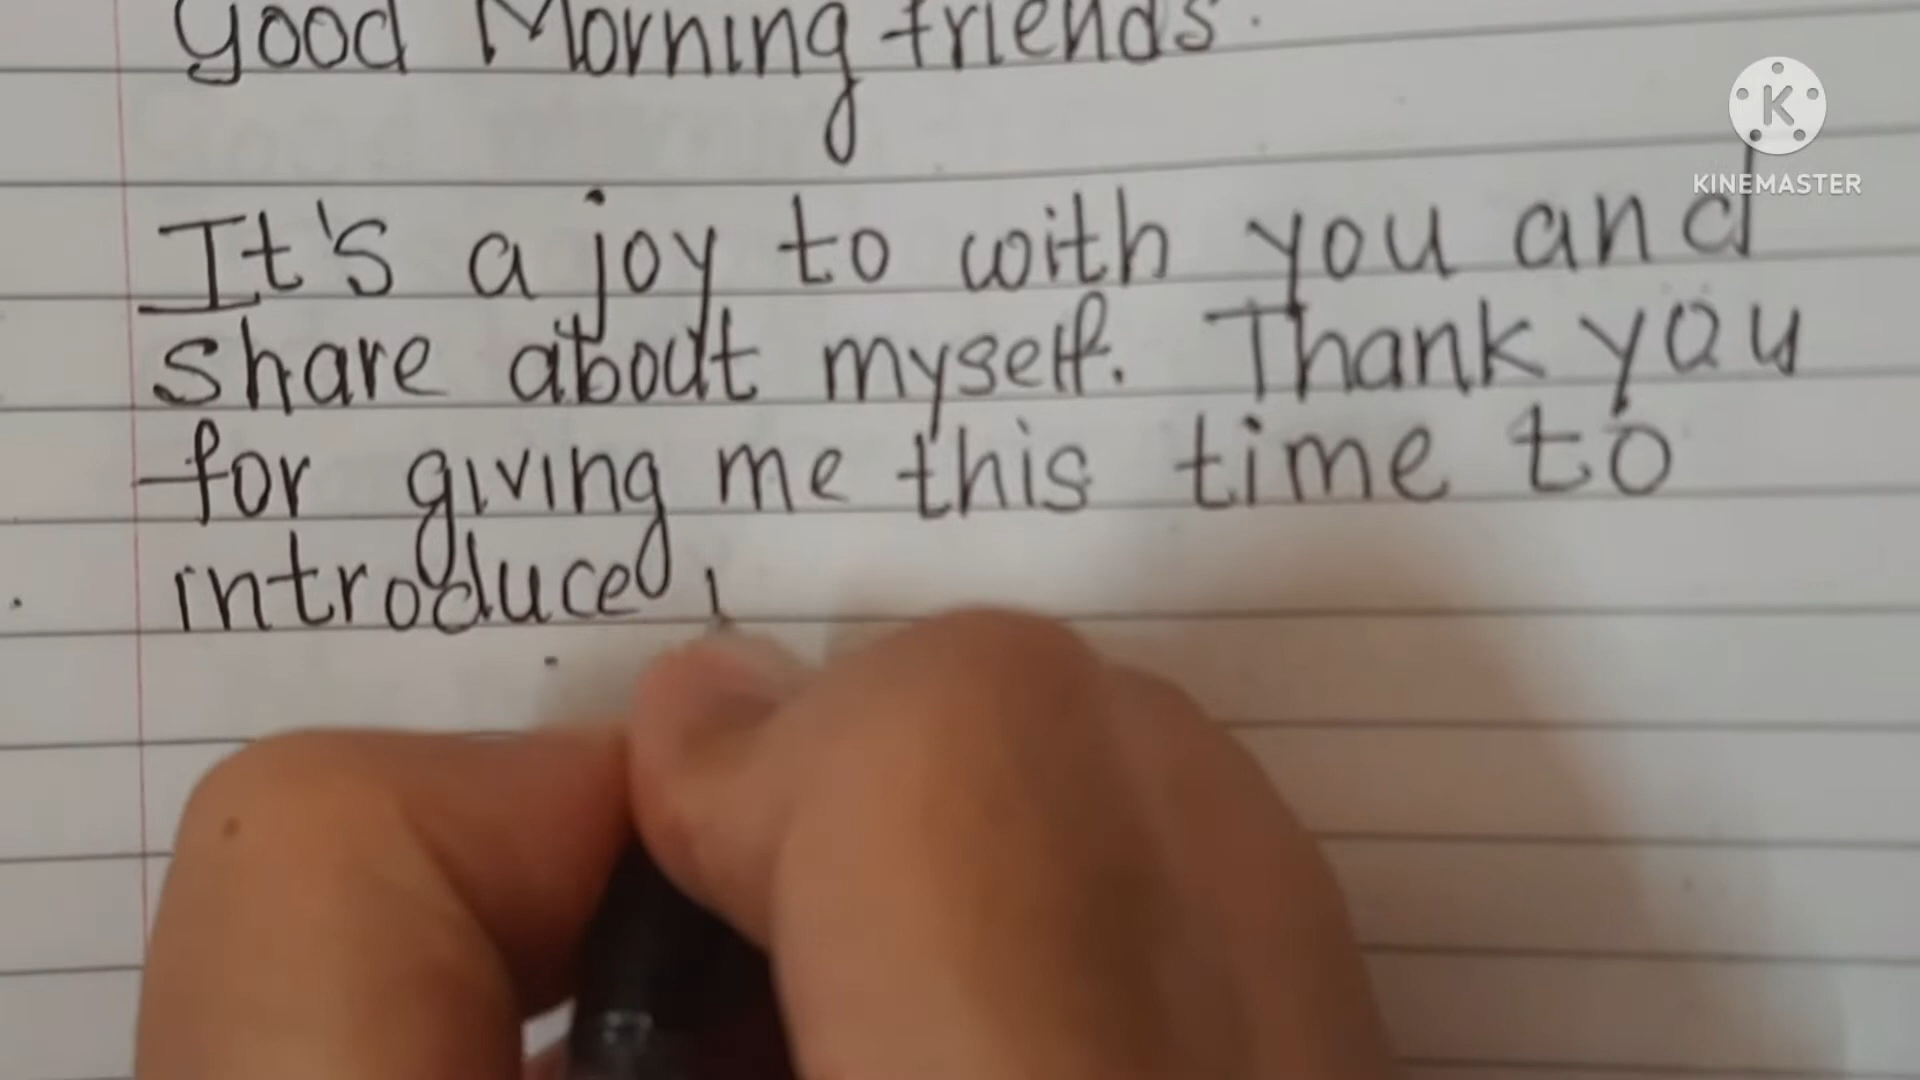 Good Morning friends.
It's a joy to with you and
share about myself. Thank you
for giving me this time to
introduce
K
KINEMASTER